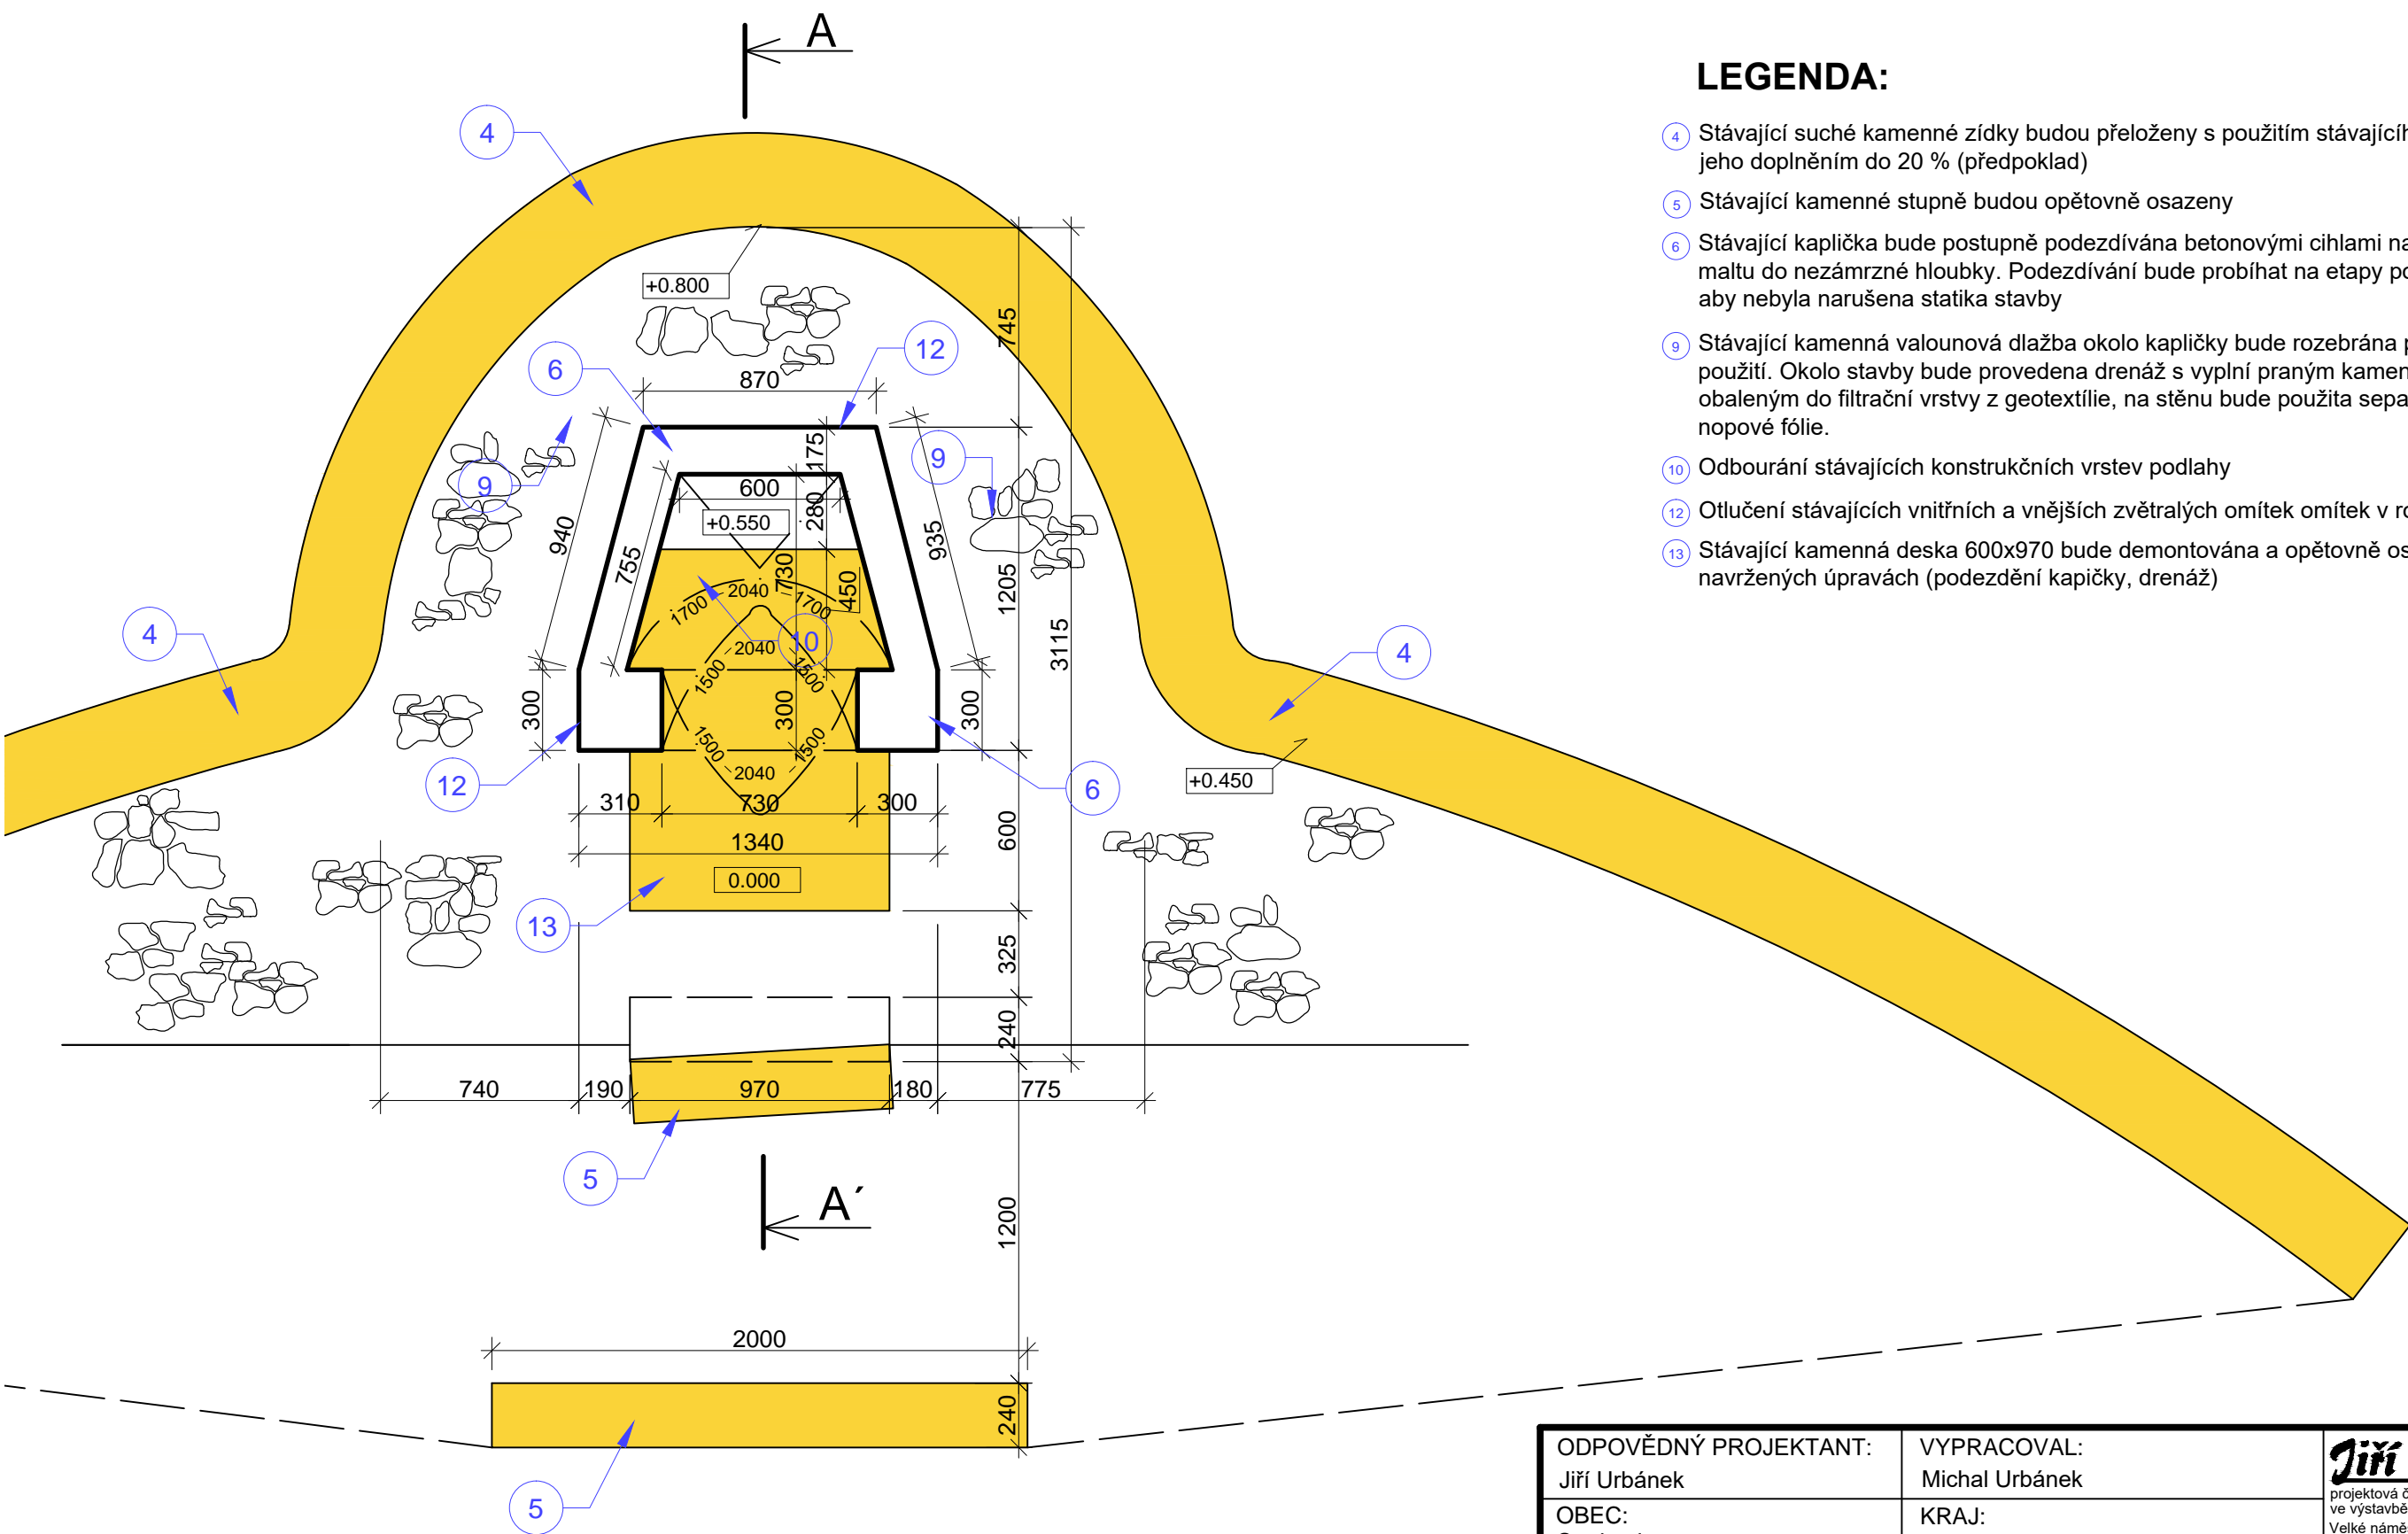 A
LEGENDA:
4 Stávající suché kamenné zídky budou přeloženy s použitím
jeho doplněním do 20 % (předpoklad)
5 Stávající kamenné stupně budou opětovně osazeny
6 Stávající kaplička bude postupně podezdívána betonovými cihlami
maltu do nezámrzné hloubky. Podezdívání bude probíhat na etapy
aby nebyla narušena statika stavby
9 Stávající kamenná valounová dlažba okolo kapličky bude rozebrána
použití. Okolo stavby bude provedena drenáž s vyplní praným
obaleným do filtrační vrstvy z geotextílie, na stěnu bude použita
nopové fólie.
10 Odbourání stávajících konstrukčních vrstev podlahy
12 Otlučení stávajících vnitřních a vnějších zvětralých omítek omítek v
13 Stávající kamenná deska 600x970 bude demontována a opětovně
navržených úpravách (podezdění kapičky, drenáž)
4
+0.800
745
12
6
870
175
9
9
600
280
+0.550
940
755
935
730
450
1205
2040
1700
1700
10
4
2040
3115
4
1500
1500
300
300
300
1500
1500
2040
12
6
+0.450
310
730
300
1340
600
0.000
13
325
240
740
190
970
180
775
5
A´
1200
2000
240
5
ODPOVĚDNÝ PROJEKTANT:
Jiří Urbánek
VYPRACOVAL:
Michal Urbánek
Jiří
projektová
ve výstavbě
Velké
OBEC:
KRAJ: